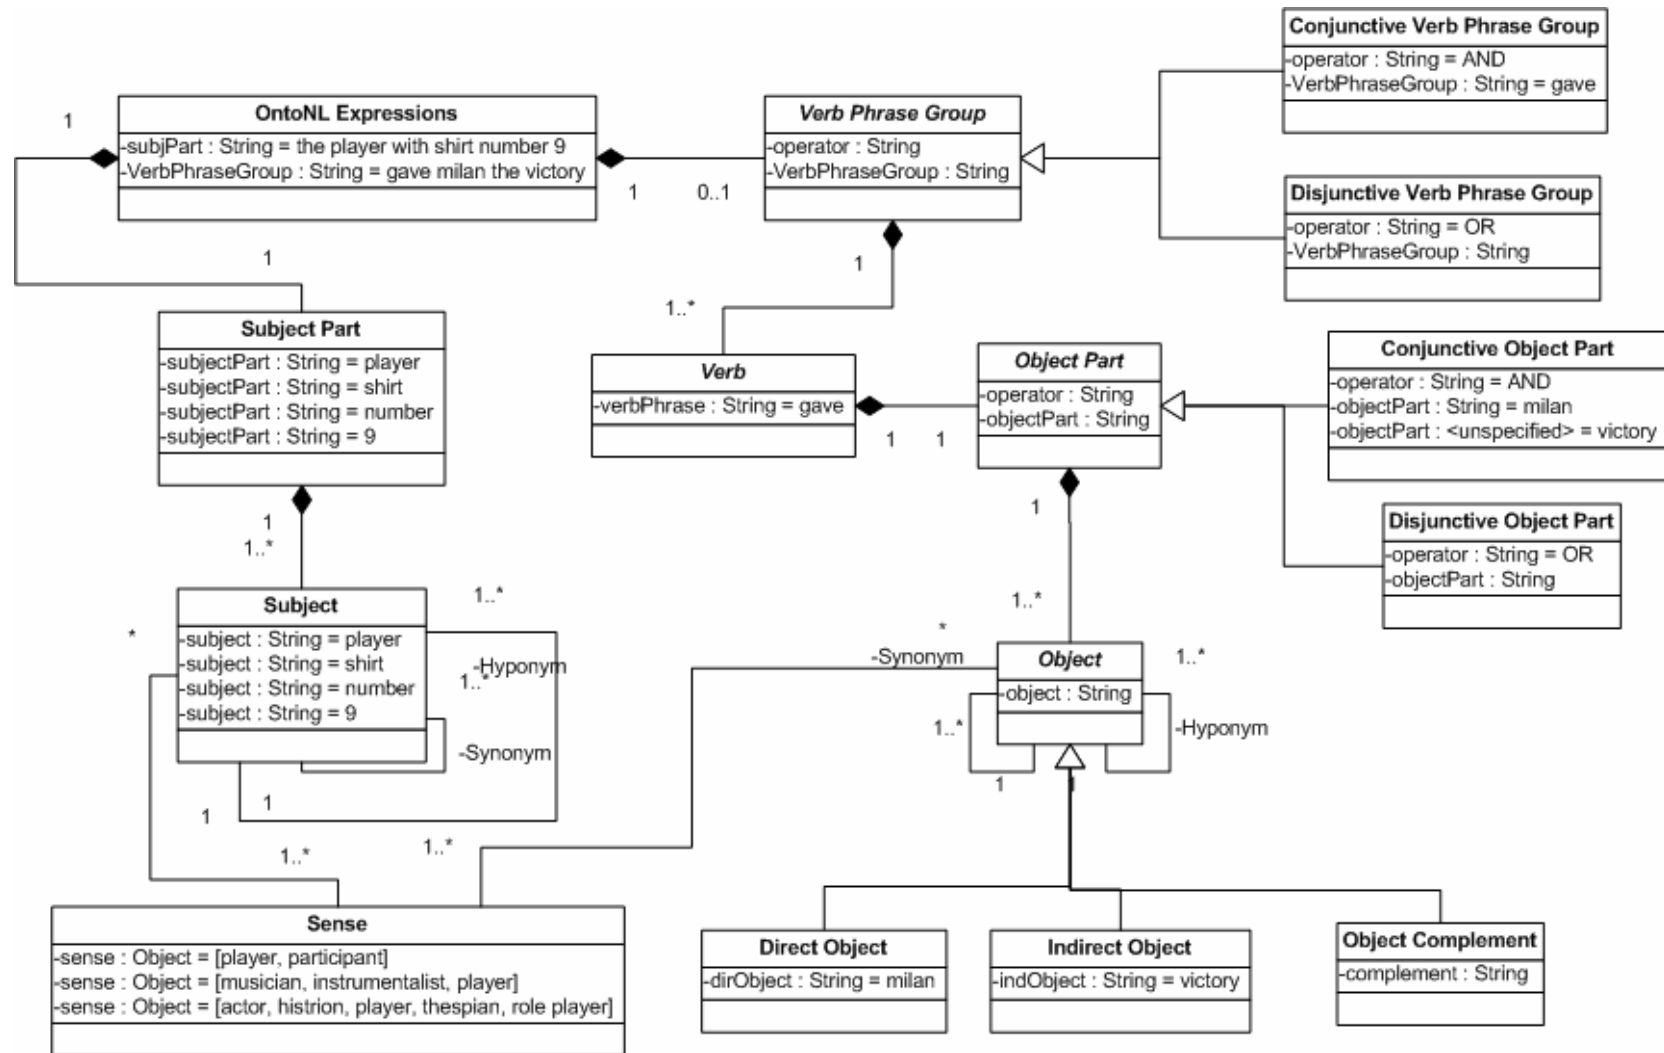 Conjunctive Verb Phrase Group
-operator : String = AND
-VerbPhraseGroup : String = gave
1
OntoNL Expressions
-subjPart : String = the player with shirt number 9
-VerbPhraseGroup : String = gave milan the victory
1
0..1
Verb Phrase Group
-operator : String
-VerbPhraseGroup : String
Disjunctive Verb Phrase Group
-operator : String = OR
-VerbPhraseGroup : String
1
1
1..*
Subject Part
-subjectPart : String = player
-subjectPart : String = shirt
-subjectPart : String = number
-subjectPart : String = 9
Verb
-verbPhrase : String = gave
1
1
Object Part
-operator : String
-objectPart : String
Conjunctive Object Part
-operator : String = AND
-objectPart : String = milan
-objectPart : <unspecified> = victory
1
1..*
1
Disjunctive Object Part
-operator : String = OR
-objectPart : String
Subject
-subject : String = player
-subject : String = shirt
-subject : String = number
-subject : String = 9
*
1..*
-Hyponym
1..*
-Synonym
1
1
1..*
1..*
1..*
*
-Synonym
Object
-object : String
1..*
1..*
-Hyponym
1
1
Sense
-sense : Object = [player, participant]
-sense : Object = [musician, instrumentalist, player]
-sense : Object = [actor, histrion, player, thespian, role player]
Direct Object
-dirObject : String = milan
Indirect Object
-indObject : String = victory
Object Complement
-complement : String